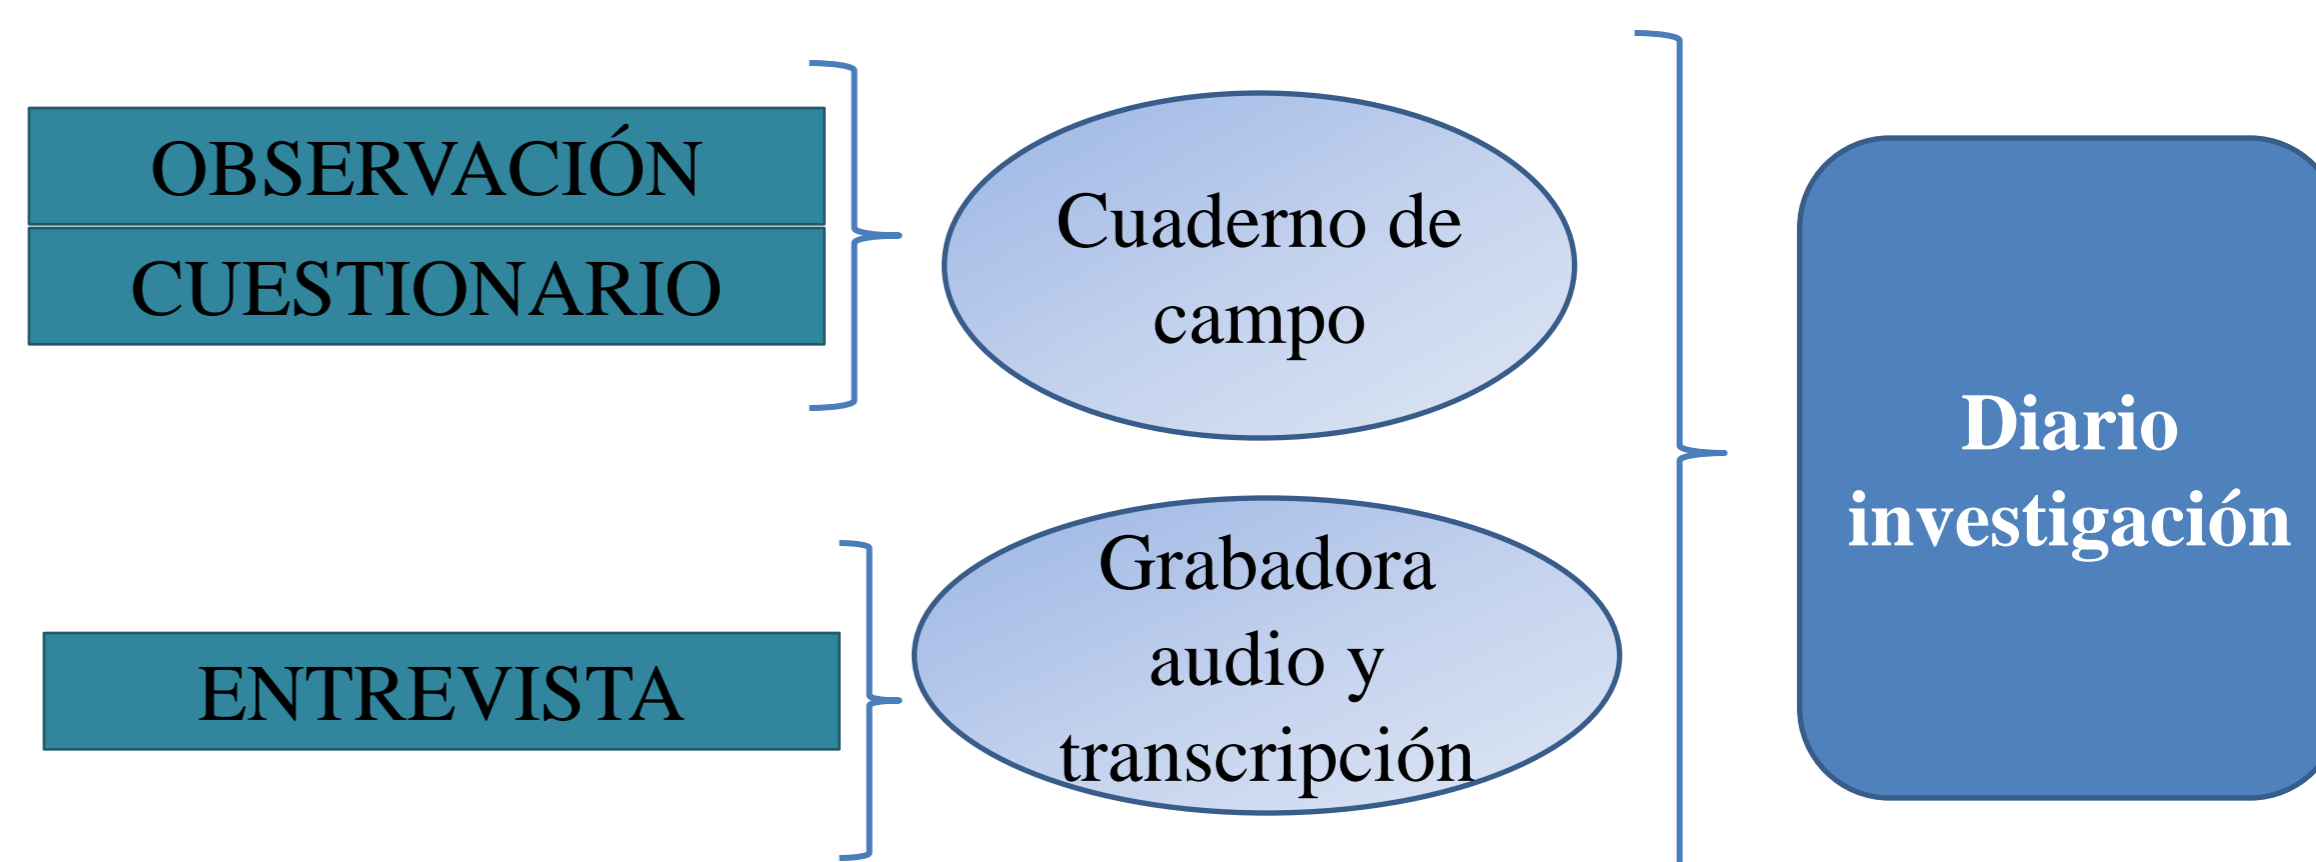 OBSERVACIÓN
CUESTIONARIO
Cuaderno de
campo
ENTREVISTA
Grabadora
audio y
transcripción
Diario
investigación